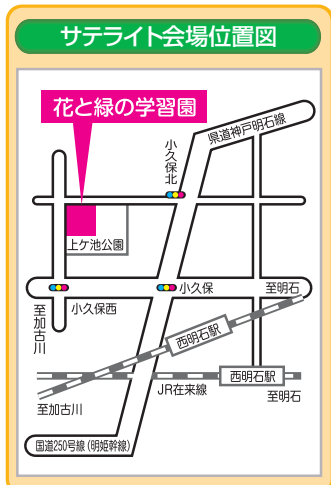 サテライト会場位置図
花と緑の学習園
県道神戸明石線
小久保北
上ケ池公園
小久保西
小久保
至明石
至加古川
西明石駅
西明石駅
JR在来線
至加古川
至明石
国道250号線(明姫幹線)